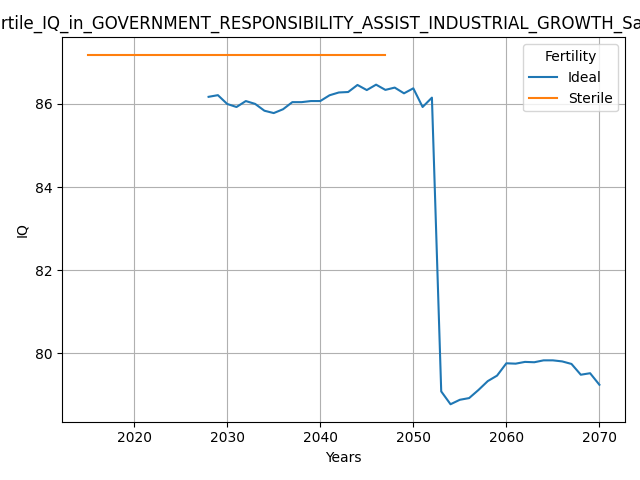 rtile_IQ_in_GOVERNMENT_RESPONSIBILITY_ASSIST_INDUSTRIAL_GROWTH_Sa
Fertility
Ideal
Sterile
IQ
86
84
82
80
2020 2030 2040 2050 2060 2070
Years